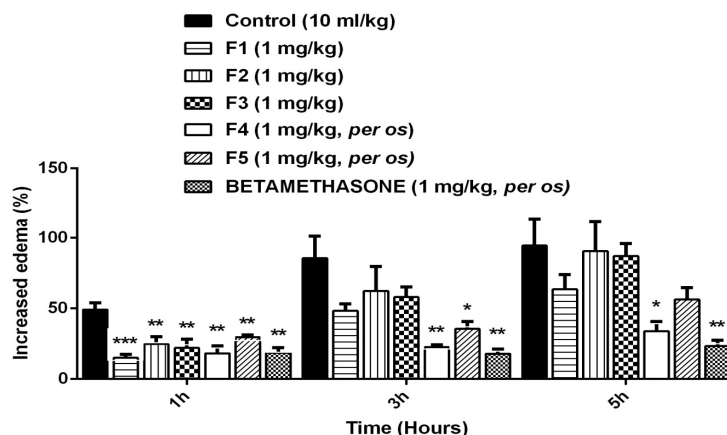 Control (10 ml/kg)
F1 (1 mg/kg)
F2 (1 mg/kg)
F3 (1 mg/kg)
F4 (1 mg/kg, per os)
F5 (1 mg/kg, per os)
BETAMETHASONE (1 mg/kg, per os)
Increased edema (%)
150
100
50
0
*** ** ** ** ** **
** * **
* **
1h 3h 5h
Time (Hours)